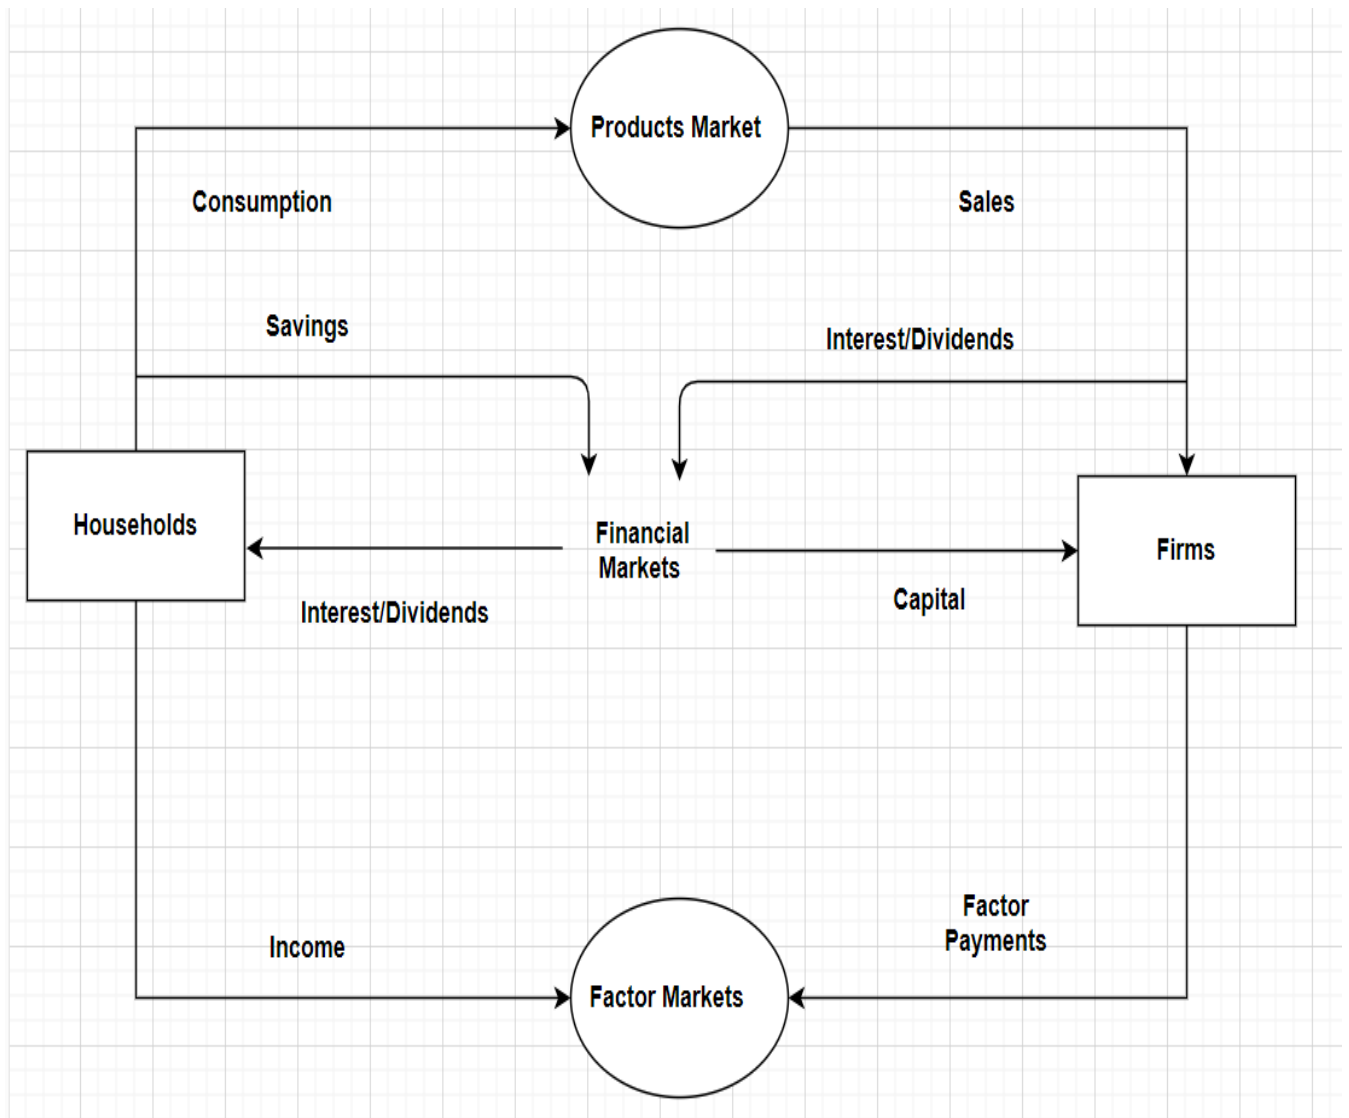 Products Market
Consumption
Sales
Savings
Interest/Dividends
Households
Financial
Markets
Firms
Interest/Dividends
Capital
Factor
Payments
Income
Factor Markets